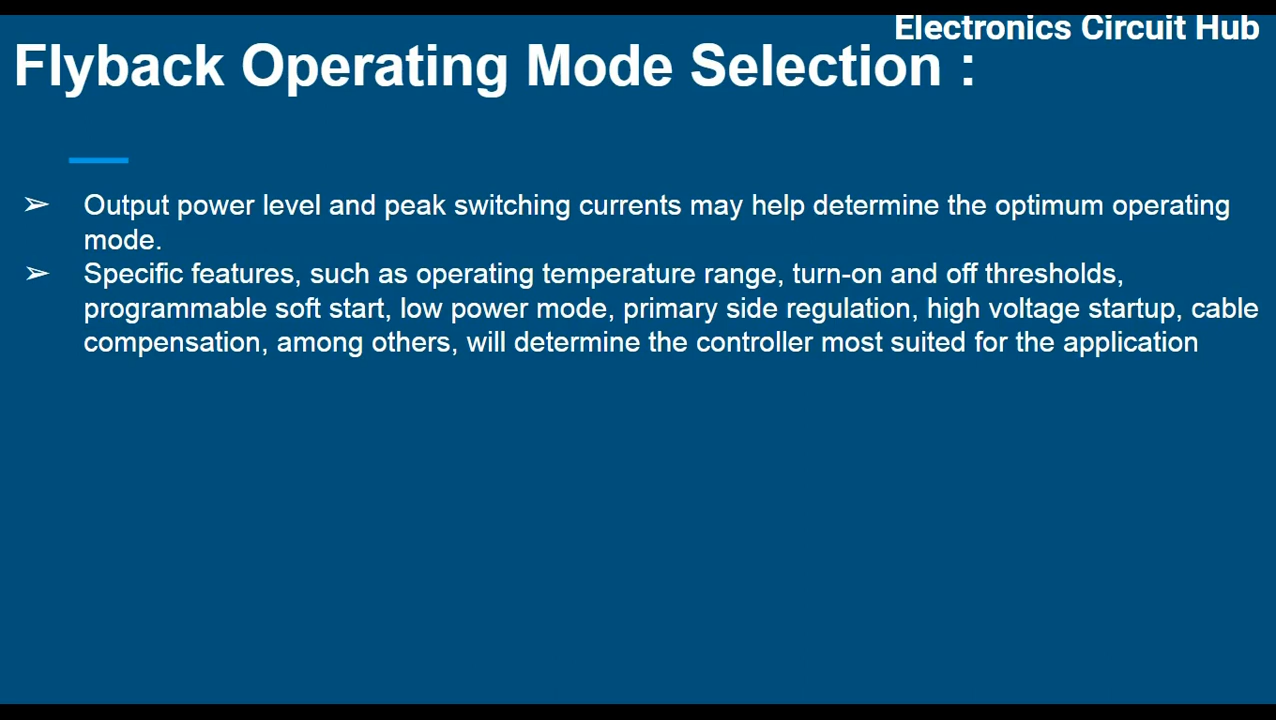 Electronics Circuit Hub
Flyback Operating Mode Selection :
➢ Output power level and peak switching currents may help determine the optimum operating
mode.
➢ Specific features, such as operating temperature range, turn-on and off thresholds,
programmable soft start, low power mode, primary side regulation, high voltage startup, cable
compensation, among others, will determine the controller most suited for the application